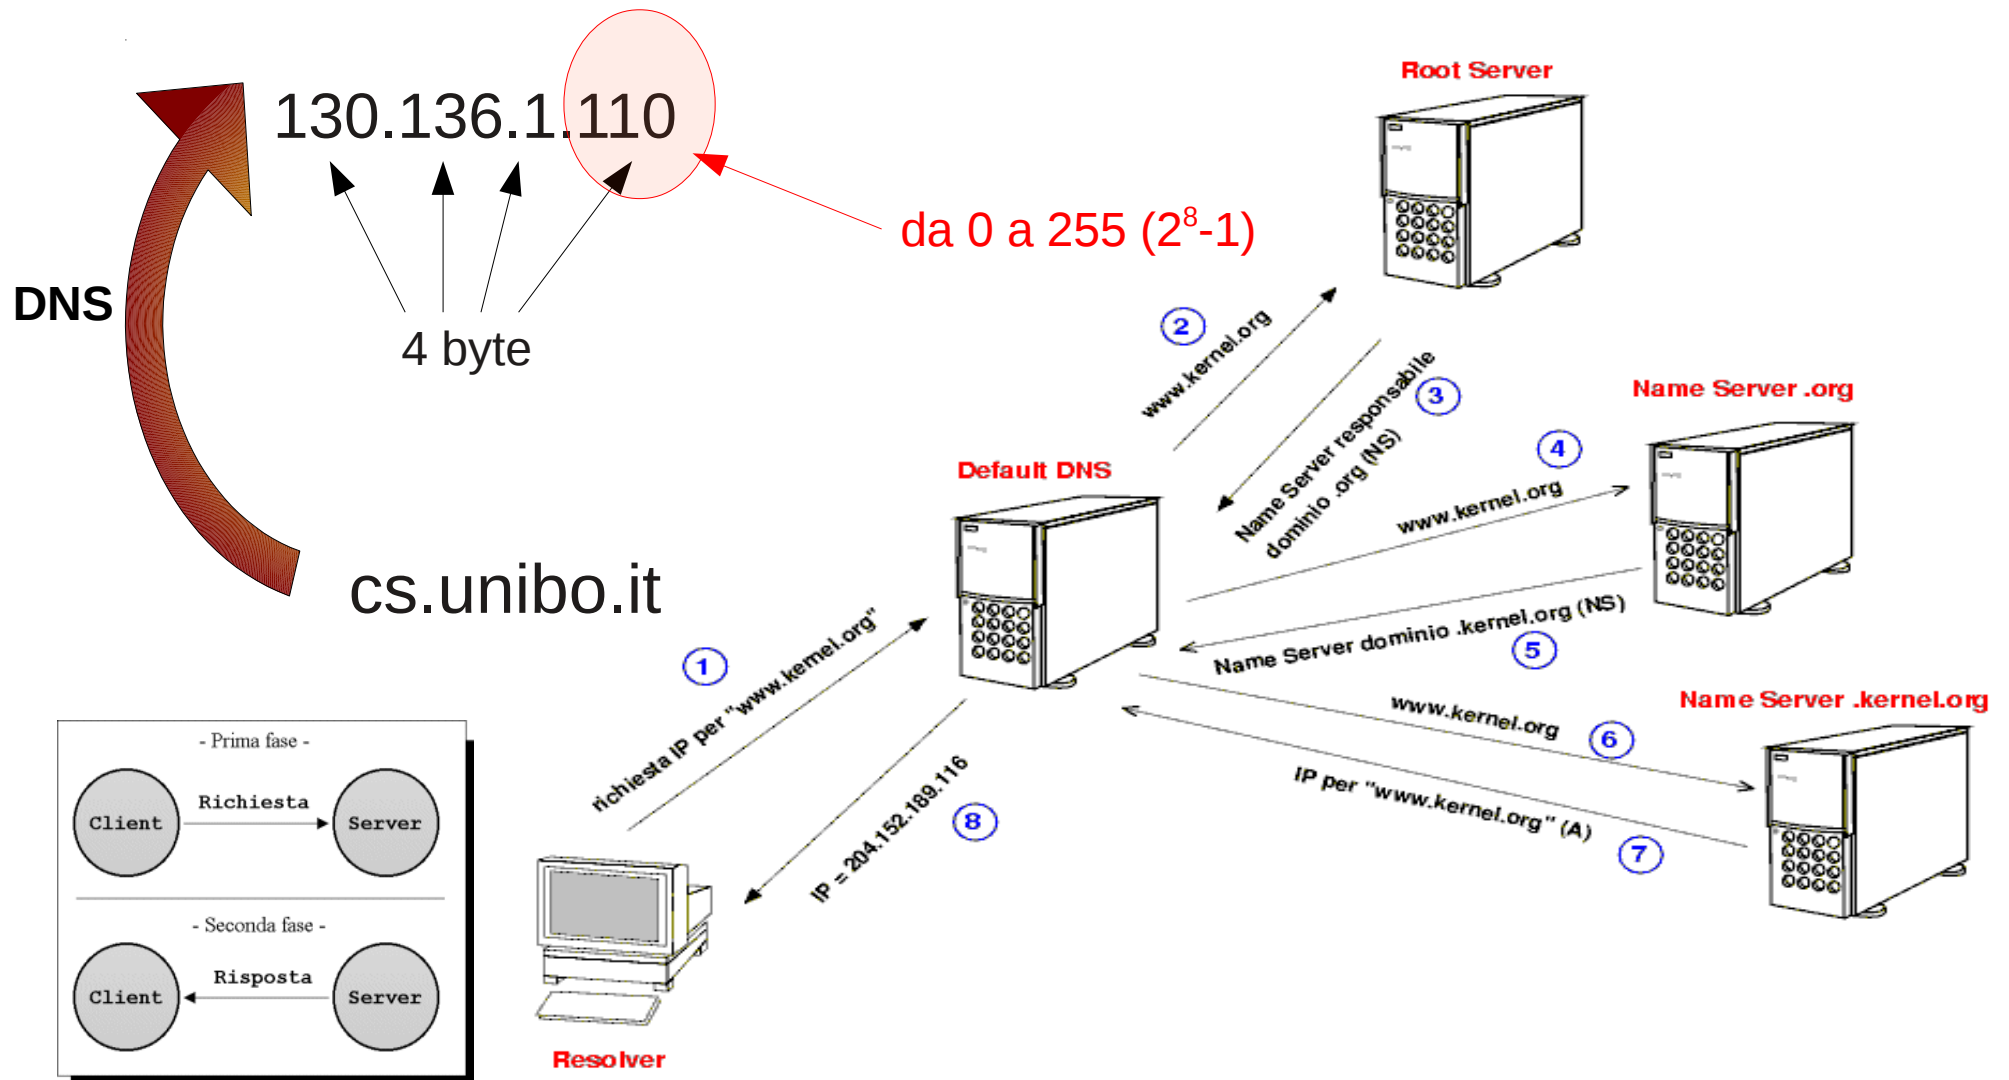 130.136.1.110
da 0 a 255 (2⁸-1)
4 byte
DNS
cs.unibo.it
- Prima fase -
Client
Richiesta
Server
- Seconda fase -
Client
Risposta
Server
Root Server
2
www.kernel.org
3
Name Server responsabile
dominio .org (NS)
Name Server .org
4
www.kernel.org
Default DNS
Name Server dominio .kernel.org (NS)
5
1
richiesta IP per "www.kernel.org"
Name Server .kernel.org
www.kernel.org
6
IP per "www.kernel.org" (A)
7
IP = 204.152.189.116
8
Resolver